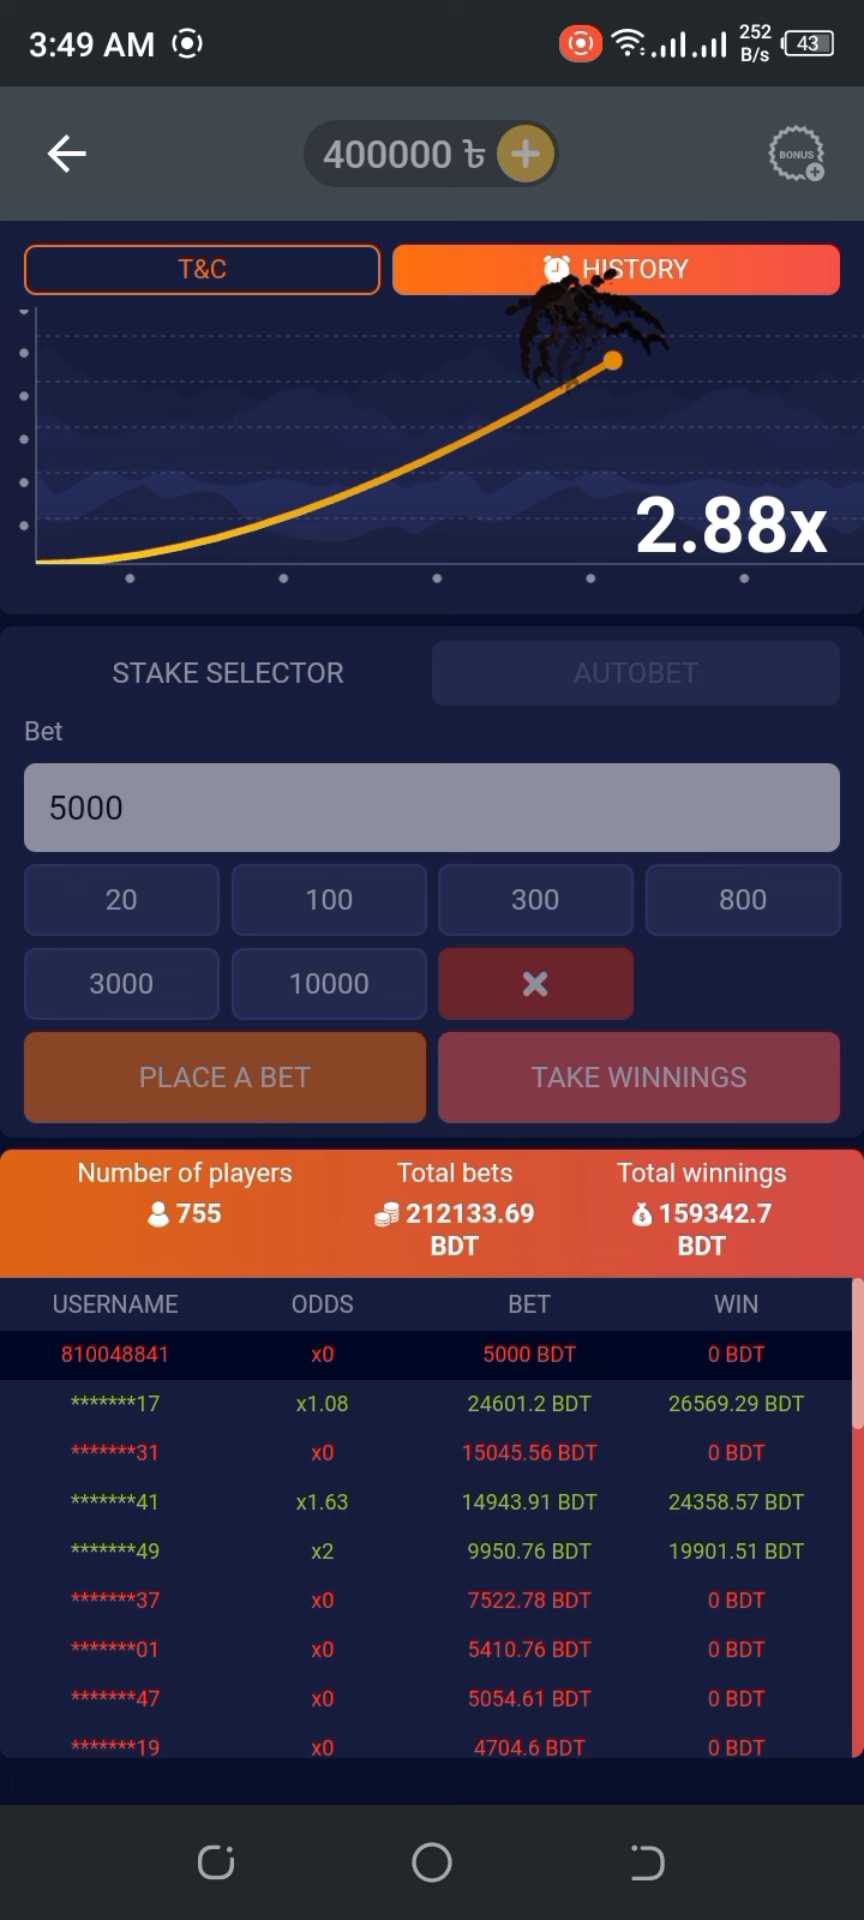 3:49 AM
252
B/s
43
400000 ৳
BONUS
T&C
HISTORY
2.88x
STAKE SELECTOR
AUTOBET
Bet
5000
20 100 300 800
3000 10000
PLACE A BET
TAKE WINNINGS
Number of players Total bets Total winnings
755 212133.69 159342.7
BDT BDT
USERNAME ODDS BET WIN
810048841 x0 5000 BDT 0 BDT
*******17 x1.08 24601.2 BDT 26569.29 BDT
*******31 x0 15045.56 BDT 0 BDT
*******41 x1.63 14943.91 BDT 24358.57 BDT
*******49 x2 9950.76 BDT 19901.51 BDT
*******37 x0 7522.78 BDT 0 BDT
*******01 x0 5410.76 BDT 0 BDT
*******47 x0 5054.61 BDT 0 BDT
*******19 x0 4704.6 BDT 0 BDT